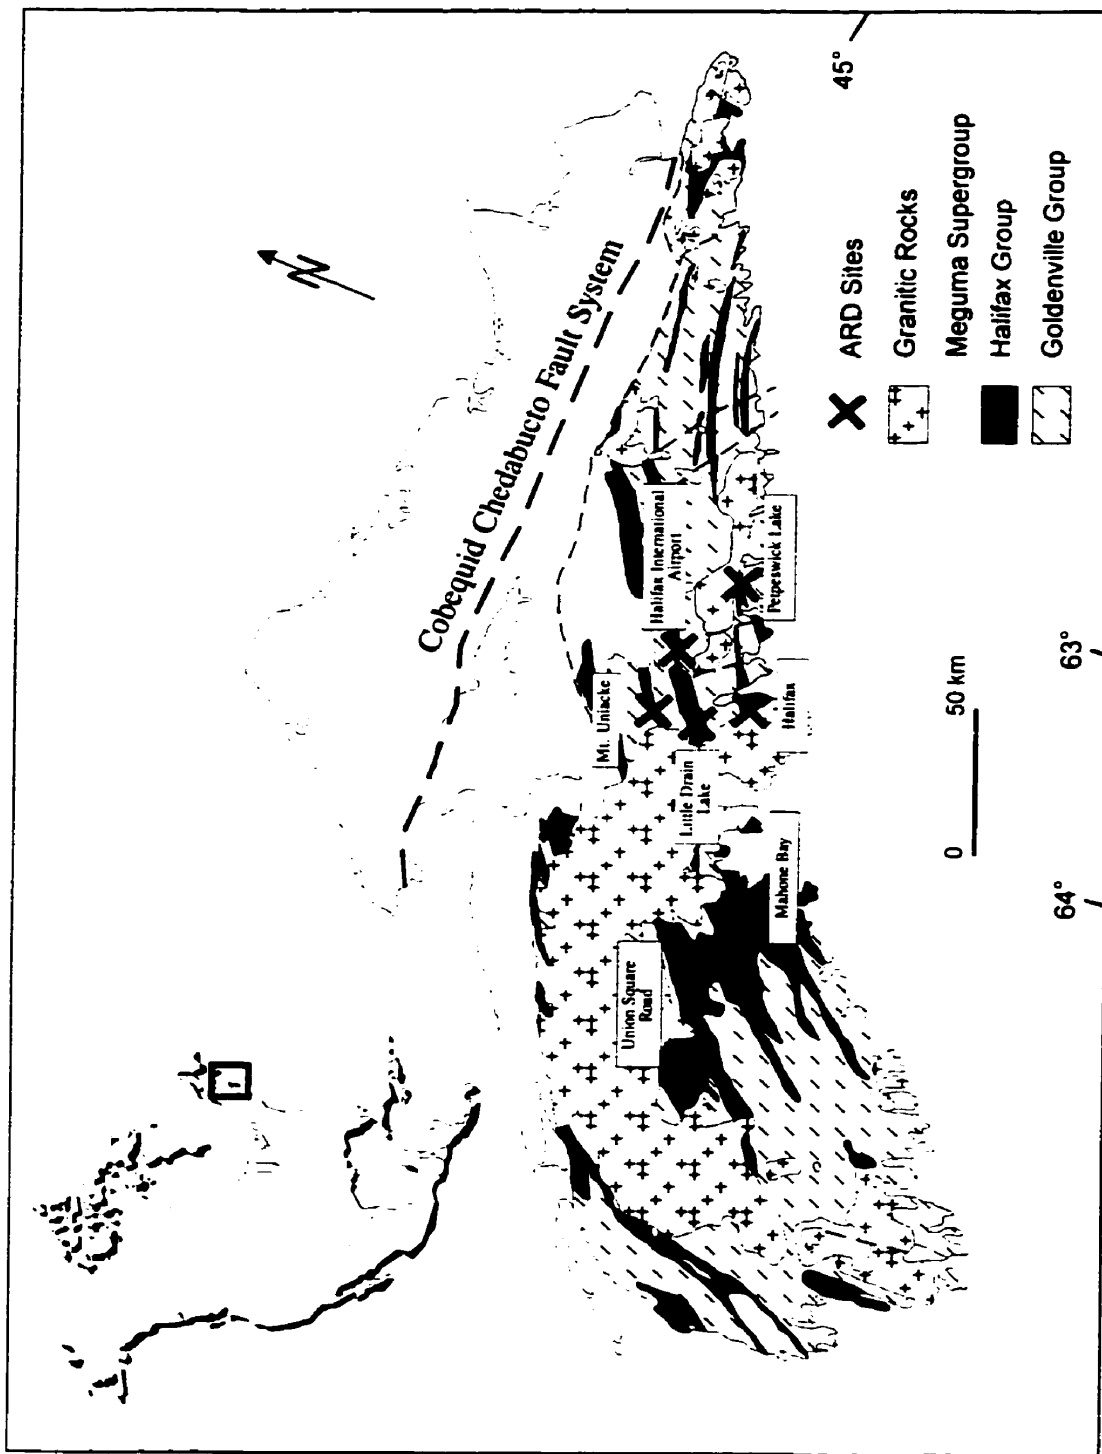 45°
N
Cobequid Chedabucto Fault System
Halifax International
Airport
Mt. Uniacke
Petpeswick Lake
Little Drain
Lake
Halifax
Union Square
Road
Mahone Bay
0
50 km
63°
64°
ARD Sites
Granitic Rocks
Meguma Supergroup
Halifax Group
Goldenville Group